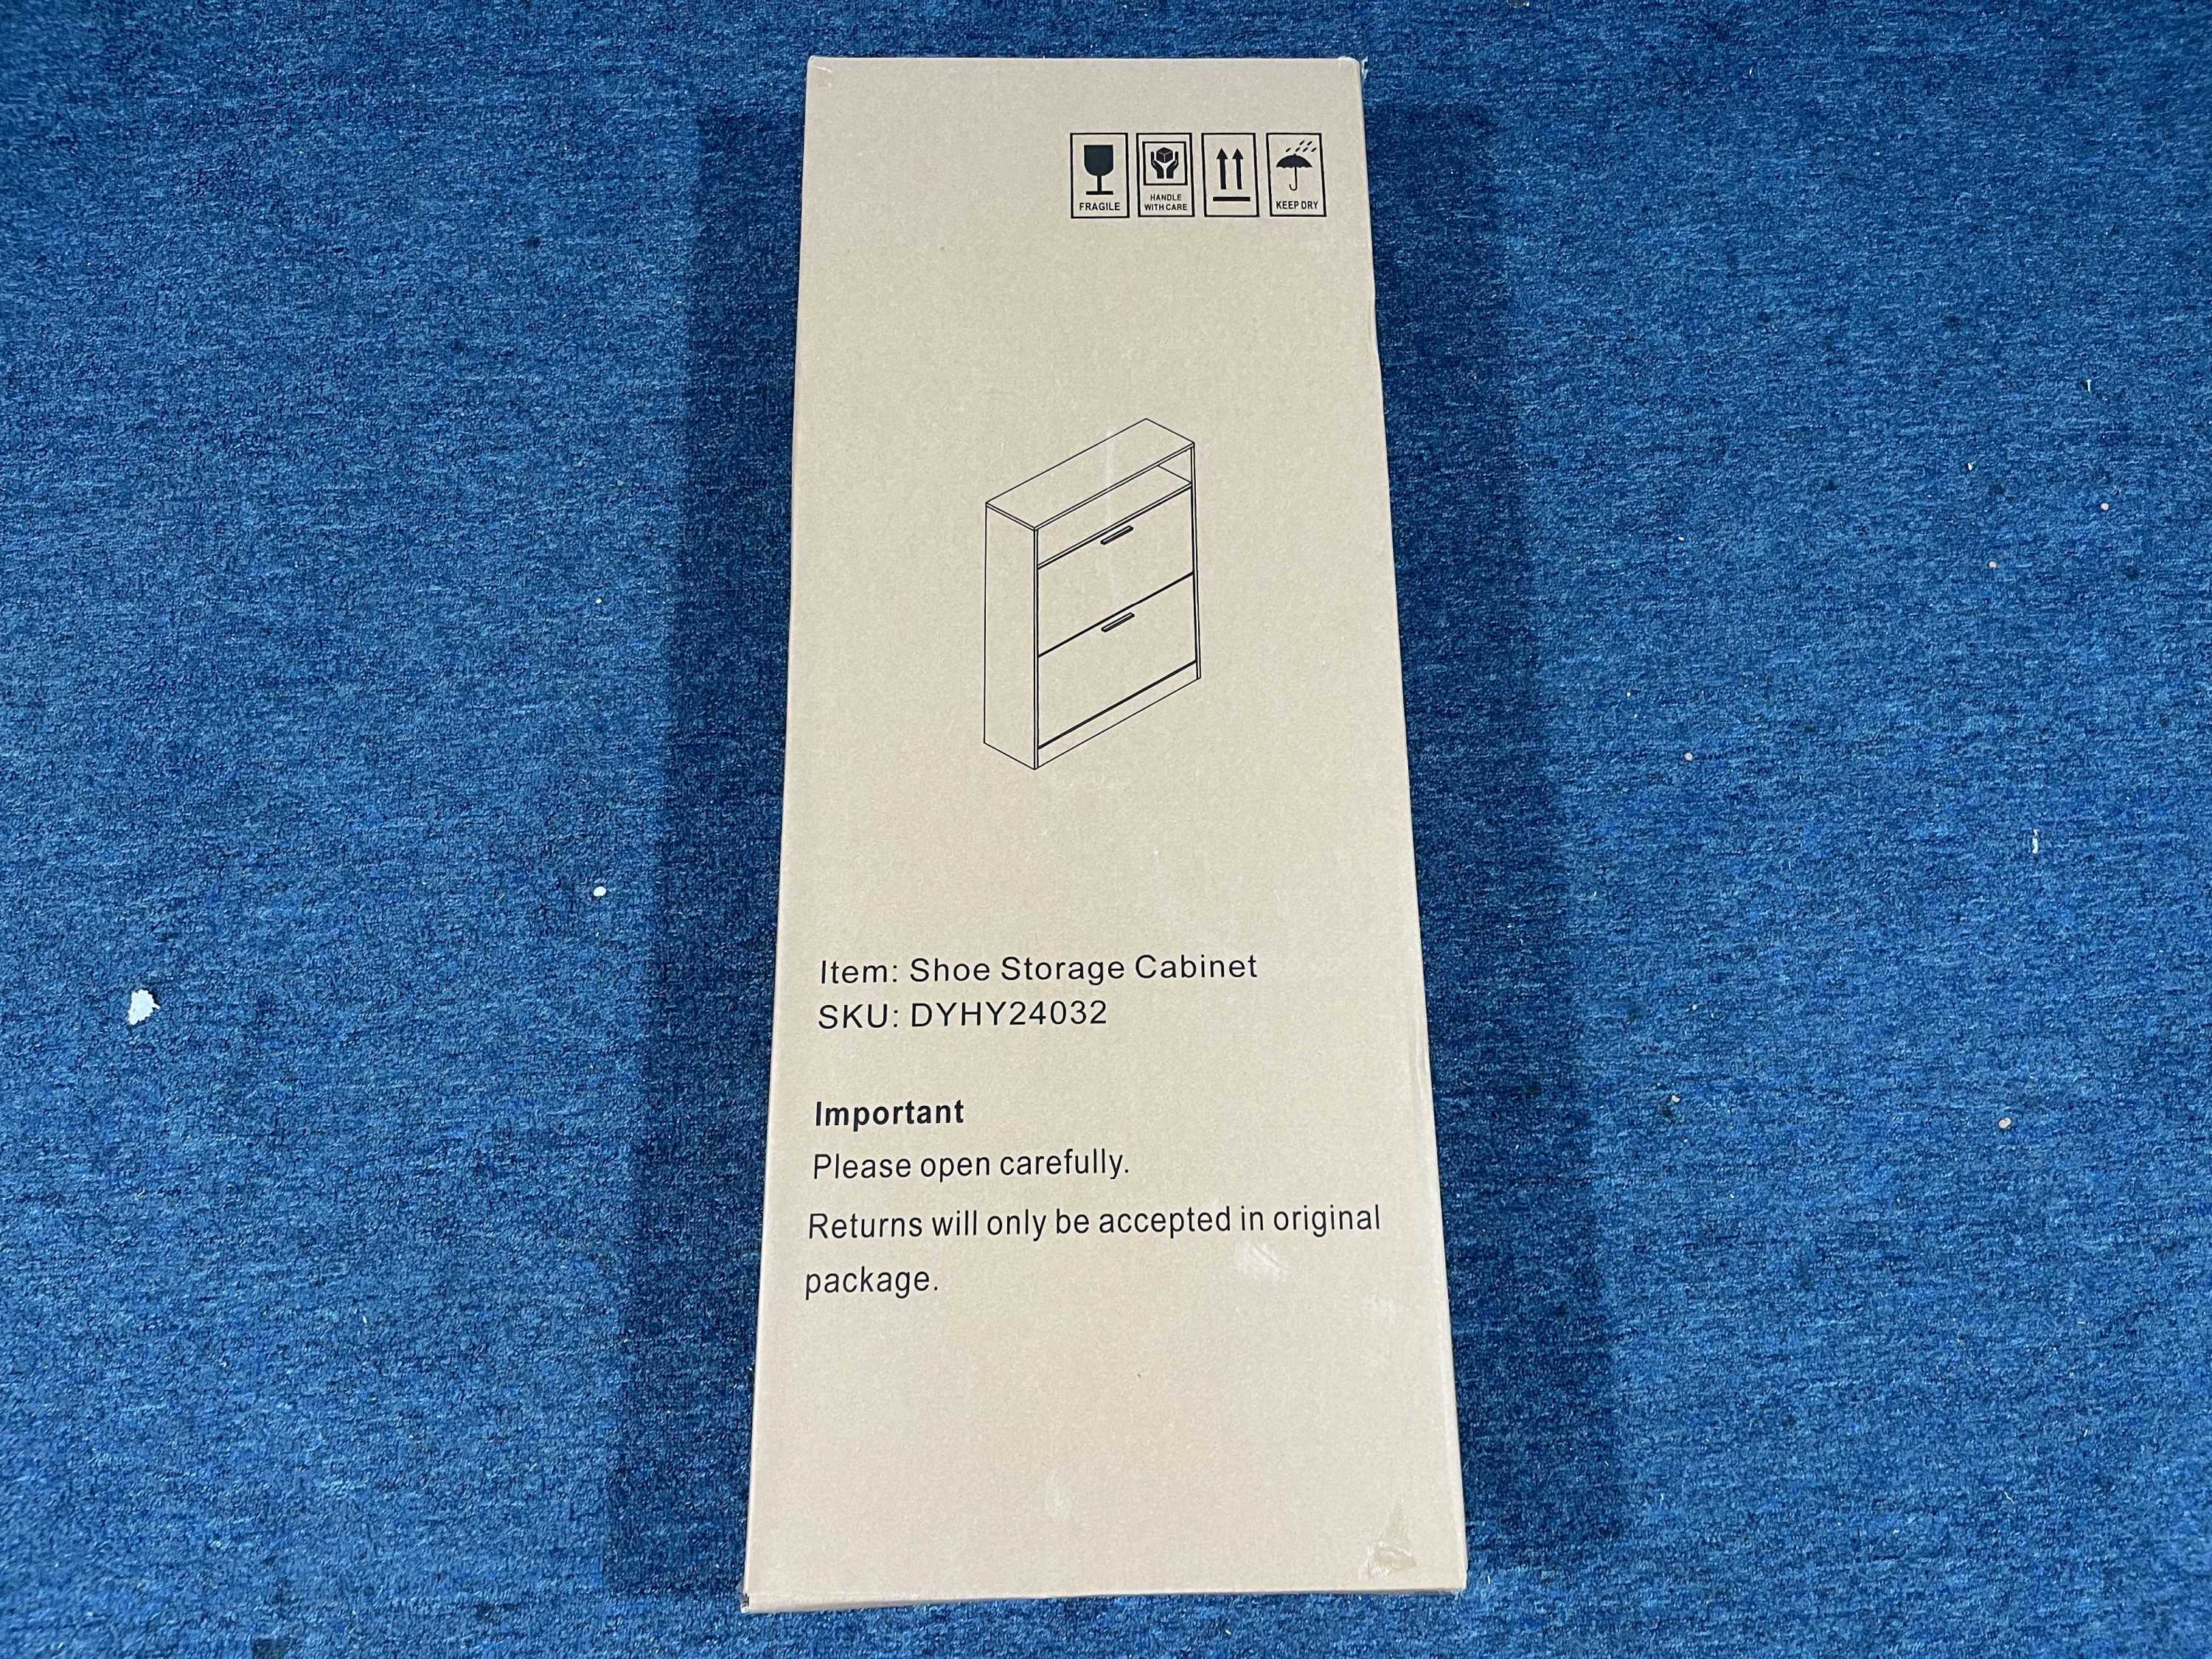 FRAGILE
HANDLE
WITH CARE
KEEP DRY
Item: Shoe Storage Cabinet
SKU: DYHY24032
Important
Please open carefully.
Returns will only be accepted in original
package.